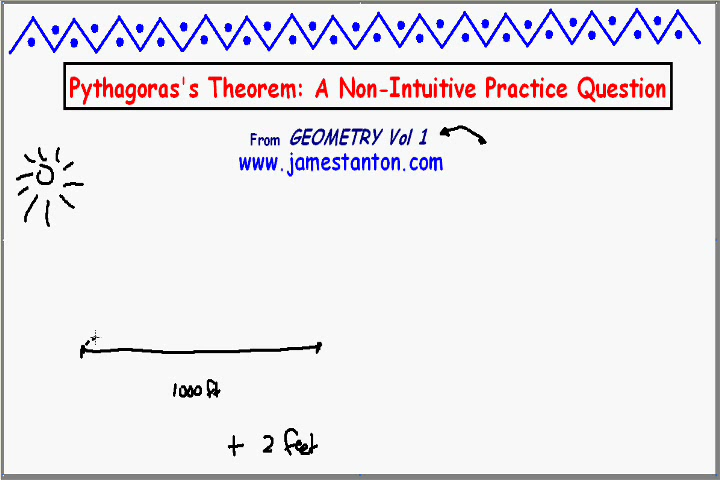 Pythagoras's Theorem: A Non-Intuitive Practice Question
From GEOMETRY Vol 1
www.jamestanton.com
1000 ft
+ 2 feet